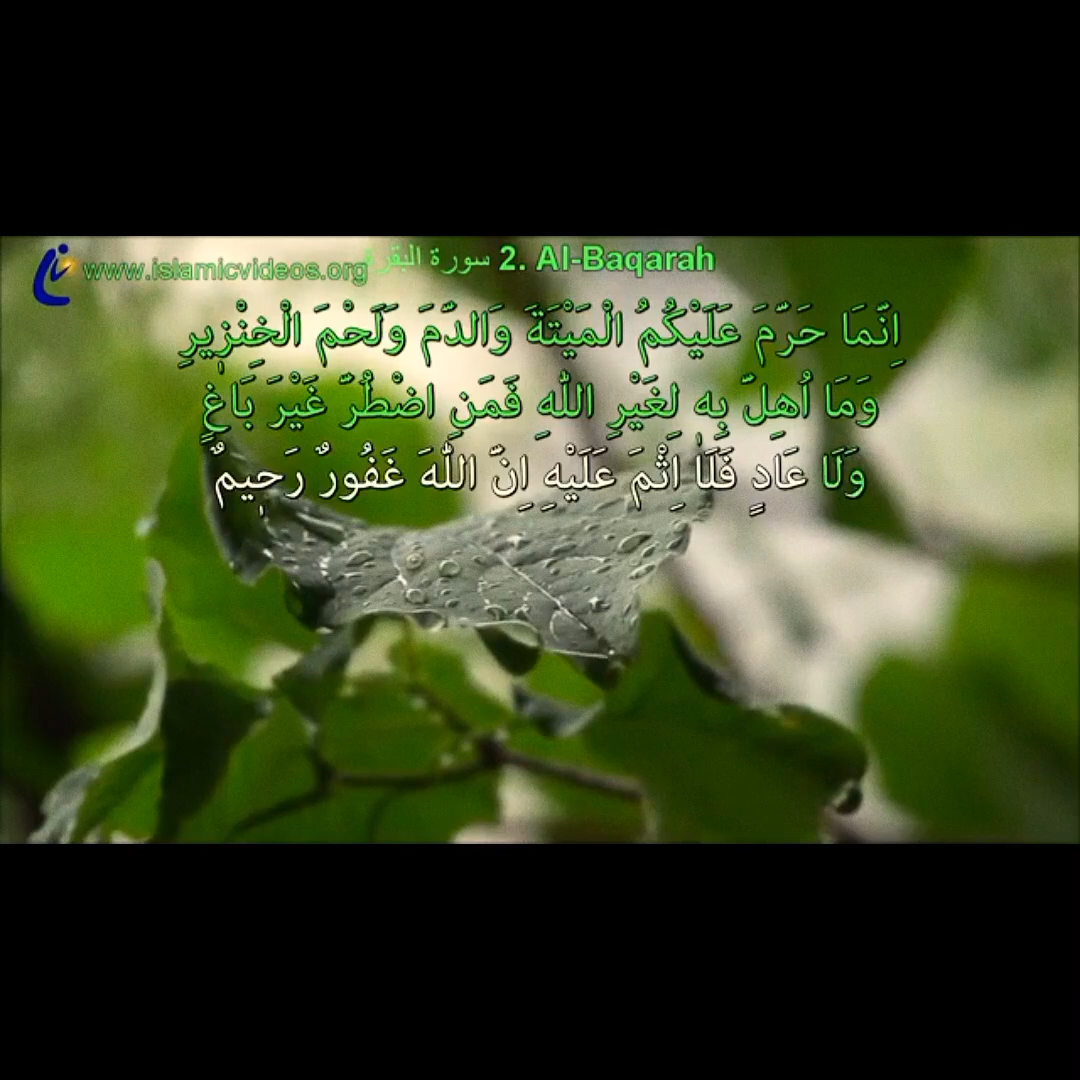 www.islamicvideos.org
سورة البقرة 2. Al-Baqarah
اِنَّمَا حَرَّمَ عَلَيْكُمُ الْمَيْتَةَ وَالدَّمَ وَلَحْمَ الْخِنْزِيرِ
وَمَا اُهِلَّ بِهٖ لِغَيْرِ اللّٰهِ فَمَنِ اضْطُرَّ غَيْرَ بَاغٍ
وَلَا عَادٍ فَلَآ اِثْمَ عَلَيْهِ اِنَّ اللّٰهَ غَفُورٌ رَحٖيمٌ